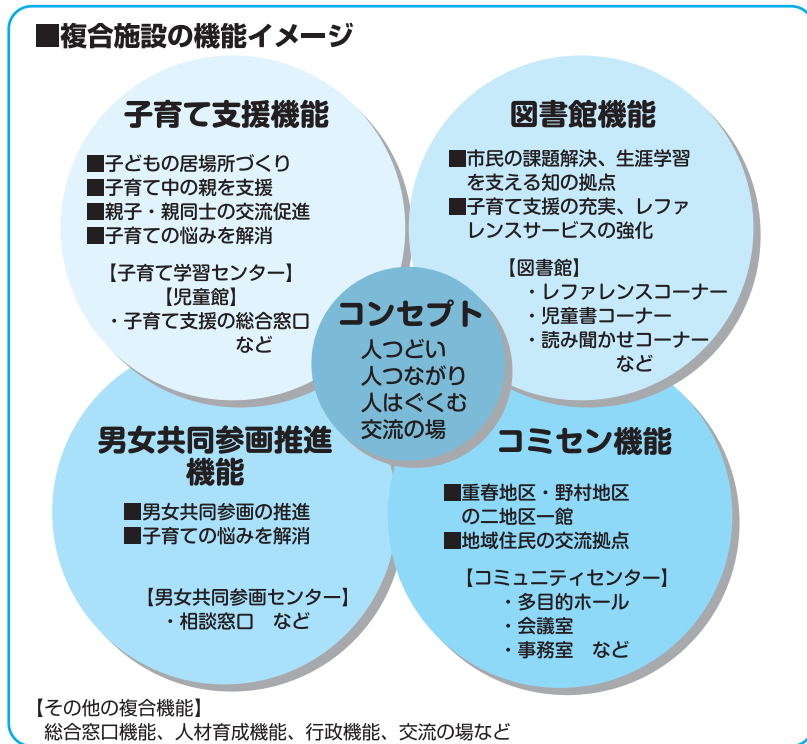 ■複合施設の機能イメージ
子育て支援機能
■子どもの居場所づくり
■子育て中の親を支援
■親子・親同士の交流促進
■子育ての悩みを解消
【子育て学習センター】
【児童館】
・子育て支援の総合窓口
など
図書館機能
■市民の課題解決、生涯学習
を支える知の拠点
■子育て支援の充実、レファ
レンスサービスの強化
【図書館】
・レファレンスコーナー
・児童書コーナー
・読み聞かせコーナー
など
コンセプト
人つどい
人つながり
人はぐくむ
交流の場
男女共同参画推進
機能
■男女共同参画の推進
■子育ての悩みを解消
【男女共同参画センター】
・相談窓口　など
コミセン機能
■重春地区・野村地区
の二地区一館
■地域住民の交流拠点
【コミュニティセンター】
・多目的ホール
・会議室
・事務室　など
【その他の複合機能】
総合窓口機能、人材育成機能、行政機能、交流の場など